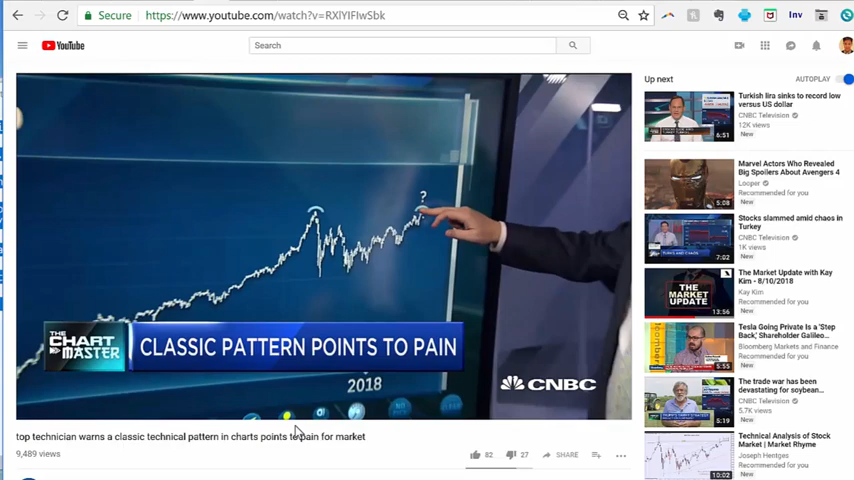 Secure
https://www.youtube.com/watch?v=RXlYIFIwSbk
Inv
YouTube
Search
?
THE
CHART
MASTER
CLASSIC PATTERN POINTS TO PAIN
2018
CNBC
top technician warns a classic technical pattern in charts points to pain for market
9,489 views
82
27
SHARE
Up next
AUTOPLAY
Turkish lira sinks to record low
versus US dollar
CNBC Television
12K views
New
6:51
Marvel Actors Who Revealed
Big Spoilers About Avengers 4
Looper
Recommended for you
New
5:08
Stocks slammed amid chaos in
Turkey
CNBC Television
1K views
New
7:02
The Market Update with Kay
Kim - 8/10/2018
Kay Kim
Recommended for you
New
THE
MARKET
UPDATE
13:56
Tesla Going Private Is a 'Step
Back,' Shareholder Galileo...
Bloomberg Markets and Finance
Recommended for you
New
5:55
The trade war has been
devastating for soybean...
CNBC Television
5.7K views
New
5:19
Technical Analysis of Stock
Market | Market Rhyme
Joseph Hentges
Recommended for you
New
10:02